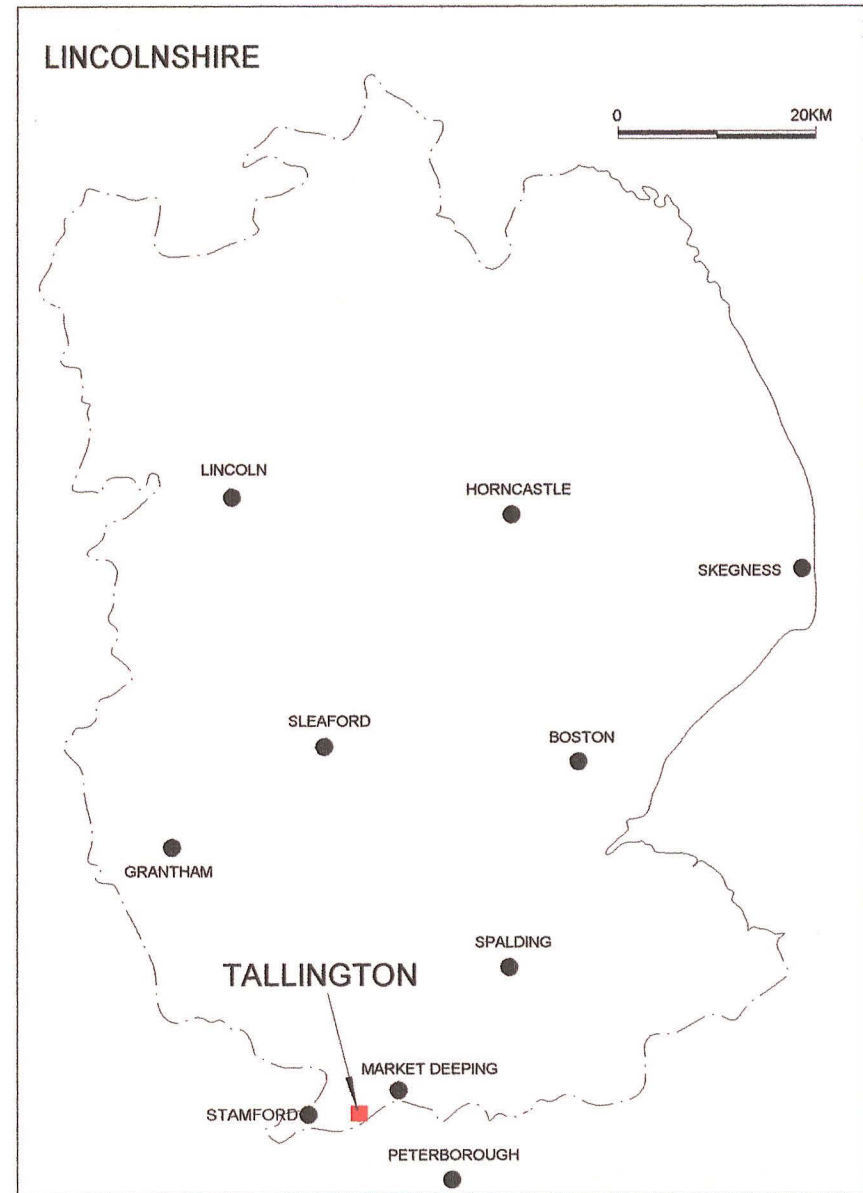 LINCOLNSHIRE
0 20KM
LINCOLN
HORNCASTLE
SKEGNESS
SLEAFORD
BOSTON
GRANTHAM
SPALDING
TALLINGTON
MARKET DEEPING
STAMFORD
PETERBOROUGH